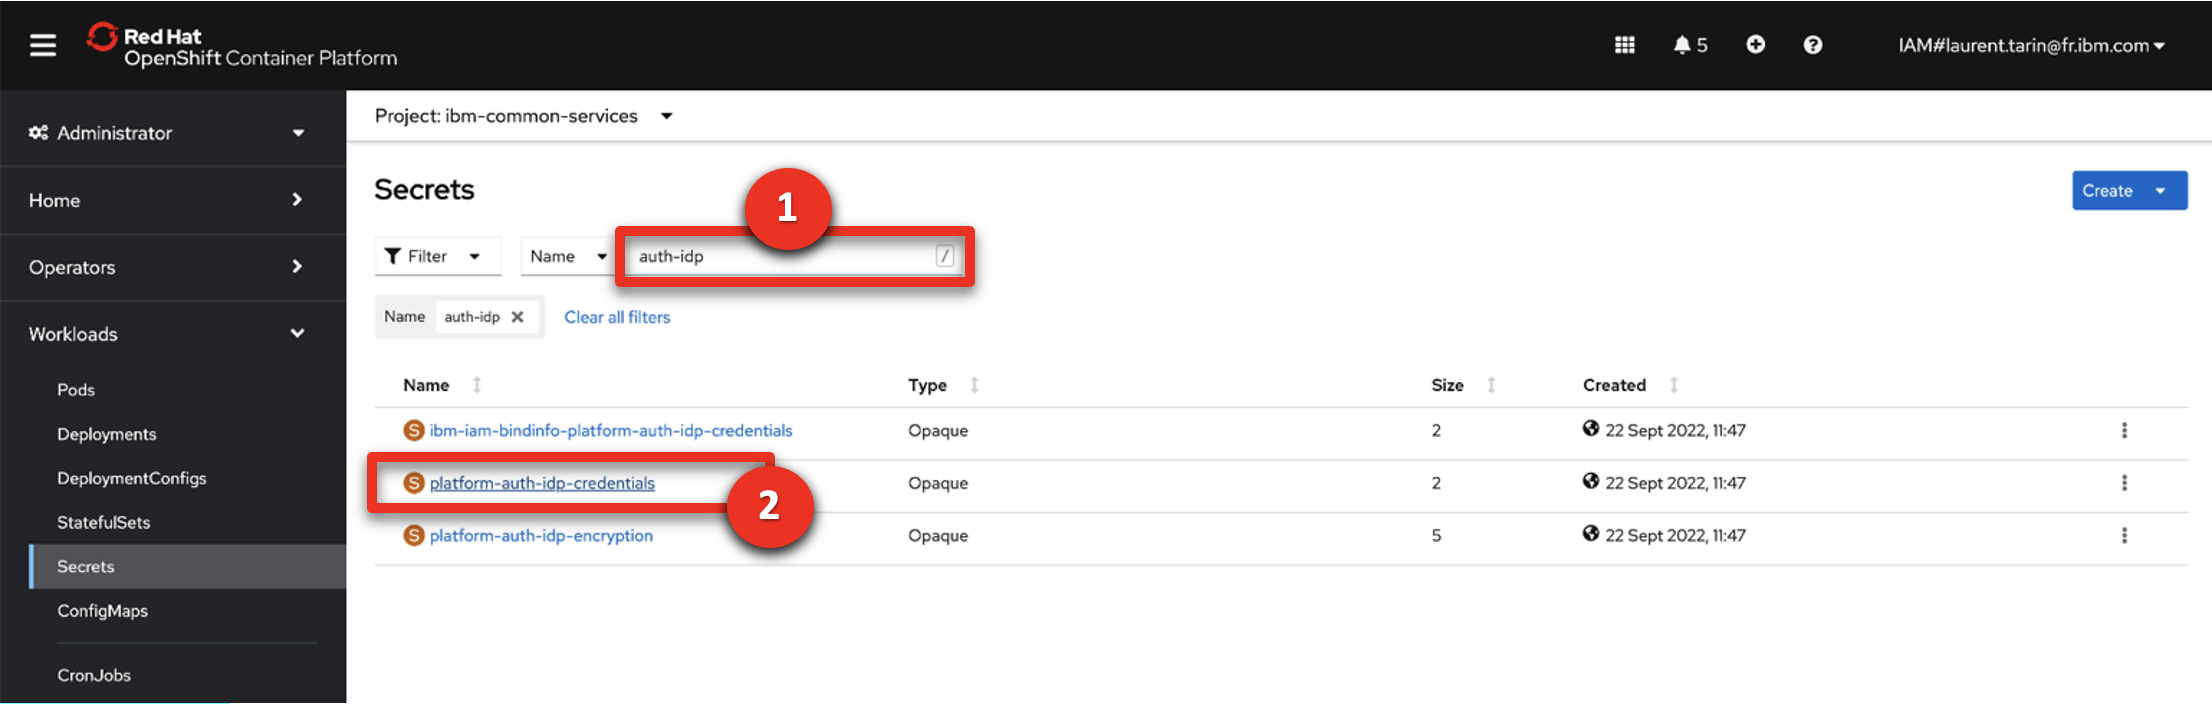 Red Hat
OpenShift Container Platform
5
IAM#laurent.tarin@fr.ibm.com
Administrator
Home
Operators
Workloads
Pods
Deployments
DeploymentConfigs
StatefulSets
Secrets
ConfigMaps
CronJobs
Project: ibm-common-services
Secrets
Create
1
Filter
Name
auth-idp
/
Name auth-idp
Clear all filters
Name Type Size Created
S ibm-iam-bindinfo-platform-auth-idp-credentials Opaque 2 22 Sept 2022, 11:47
S platform-auth-idp-credentials Opaque 2 22 Sept 2022, 11:47
2
S platform-auth-idp-encryption Opaque 5 22 Sept 2022, 11:47